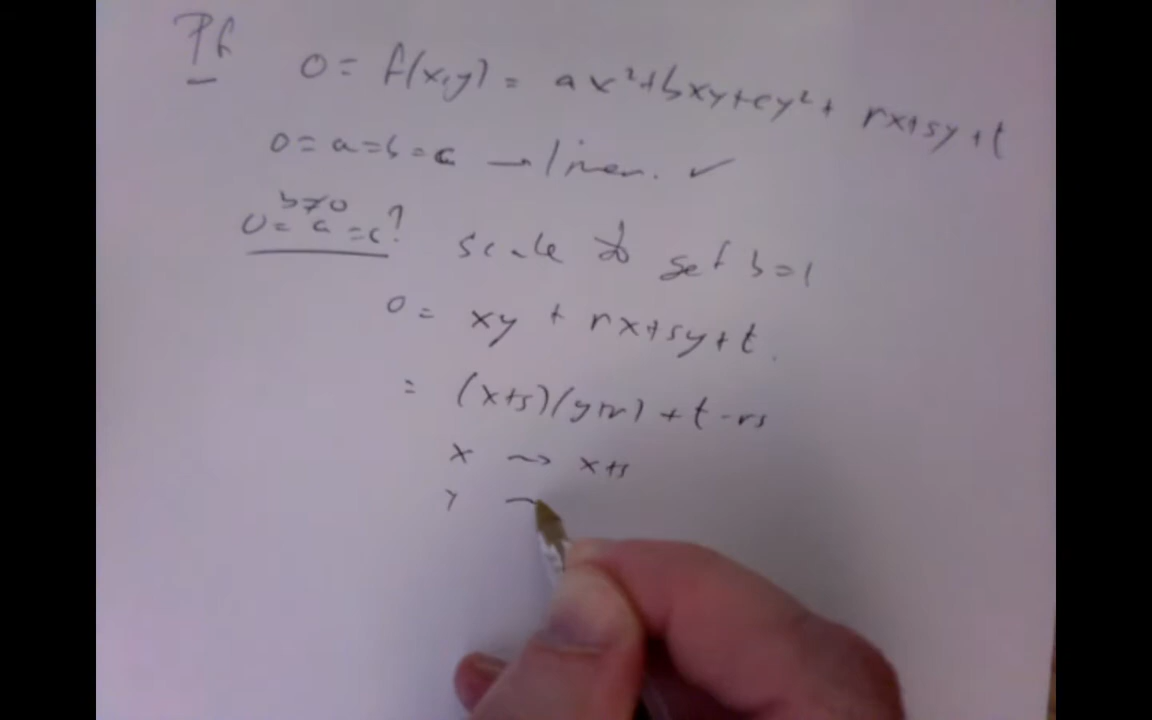 Pf 0 = f(x,y) = ax²+bxy+cy²+ rx+sy+t
0=a=b=c → linear. ✓
b≠0
0= a =c? scale to set b=1
0 = xy + rx+sy+t.
= (x+s)(y+r) + t-rs
x ⇝ x+s
y